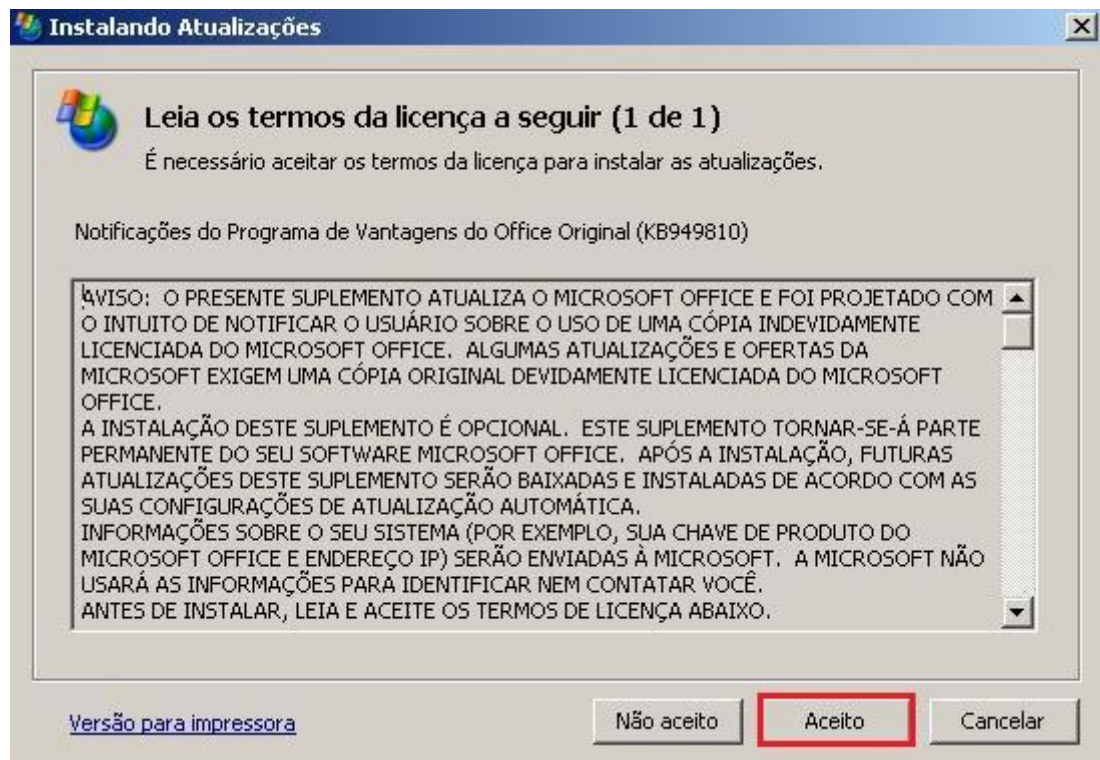 Instalando Atualizações
Leia os termos da licença a seguir (1 de 1)
É necessário aceitar os termos da licença para instalar as atualizações.
Notificações do Programa de Vantagens do Office Original (KB949810)
AVISO: O PRESENTE SUPLEMENTO ATUALIZA O MICROSOFT OFFICE E FOI PROJETADO COM
O INTUITO DE NOTIFICAR O USUÁRIO SOBRE O USO DE UMA CÓPIA INDEVIDAMENTE
LICENCIADA DO MICROSOFT OFFICE. ALGUMAS ATUALIZAÇÕES E OFERTAS DA
MICROSOFT EXIGEM UMA CÓPIA ORIGINAL DEVIDAMENTE LICENCIADA DO MICROSOFT
OFFICE.
A INSTALAÇÃO DESTE SUPLEMENTO É OPCIONAL. ESTE SUPLEMENTO TORNAR-SE-Á PARTE
PERMANENTE DO SEU SOFTWARE MICROSOFT OFFICE. APÓS A INSTALAÇÃO, FUTURAS
ATUALIZAÇÕES DESTE SUPLEMENTO SERÃO BAIXADAS E INSTALADAS DE ACORDO COM AS
SUAS CONFIGURAÇÕES DE ATUALIZAÇÃO AUTOMÁTICA.
INFORMAÇÕES SOBRE O SEU SISTEMA (POR EXEMPLO, SUA CHAVE DE PRODUTO DO
MICROSOFT OFFICE E ENDEREÇO IP) SERÃO ENVIADAS À MICROSOFT. A MICROSOFT NÃO
USARÁ AS INFORMAÇÕES PARA IDENTIFICAR NEM CONTATAR VOCÊ.
ANTES DE INSTALAR, LEIA E ACEITE OS TERMOS DE LICENÇA ABAIXO.
Versão para impressora
Não aceito
Aceito
Cancelar